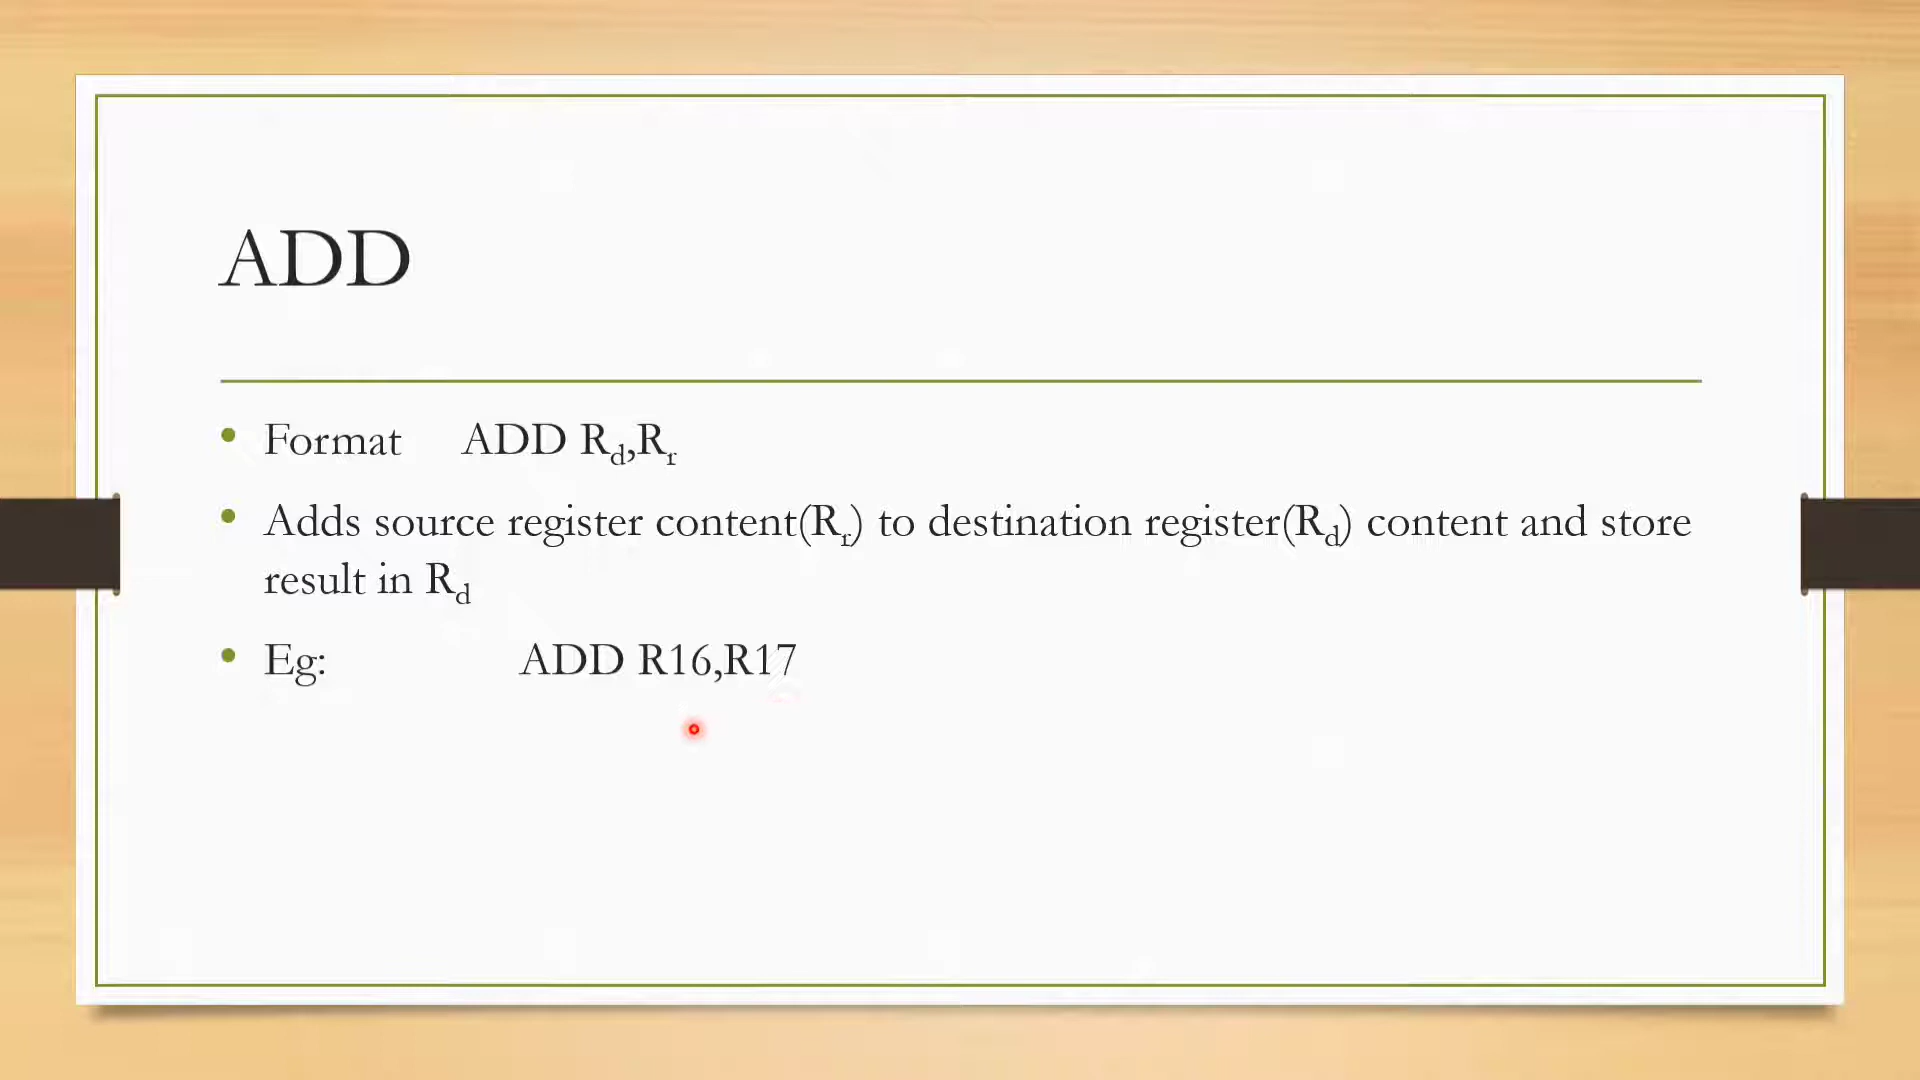 ADD
• Format ADD Rd,Rr
• Adds source register content(Rr) to destination register(Rd) content and store
result in Rd
• Eg: ADD R16,R17